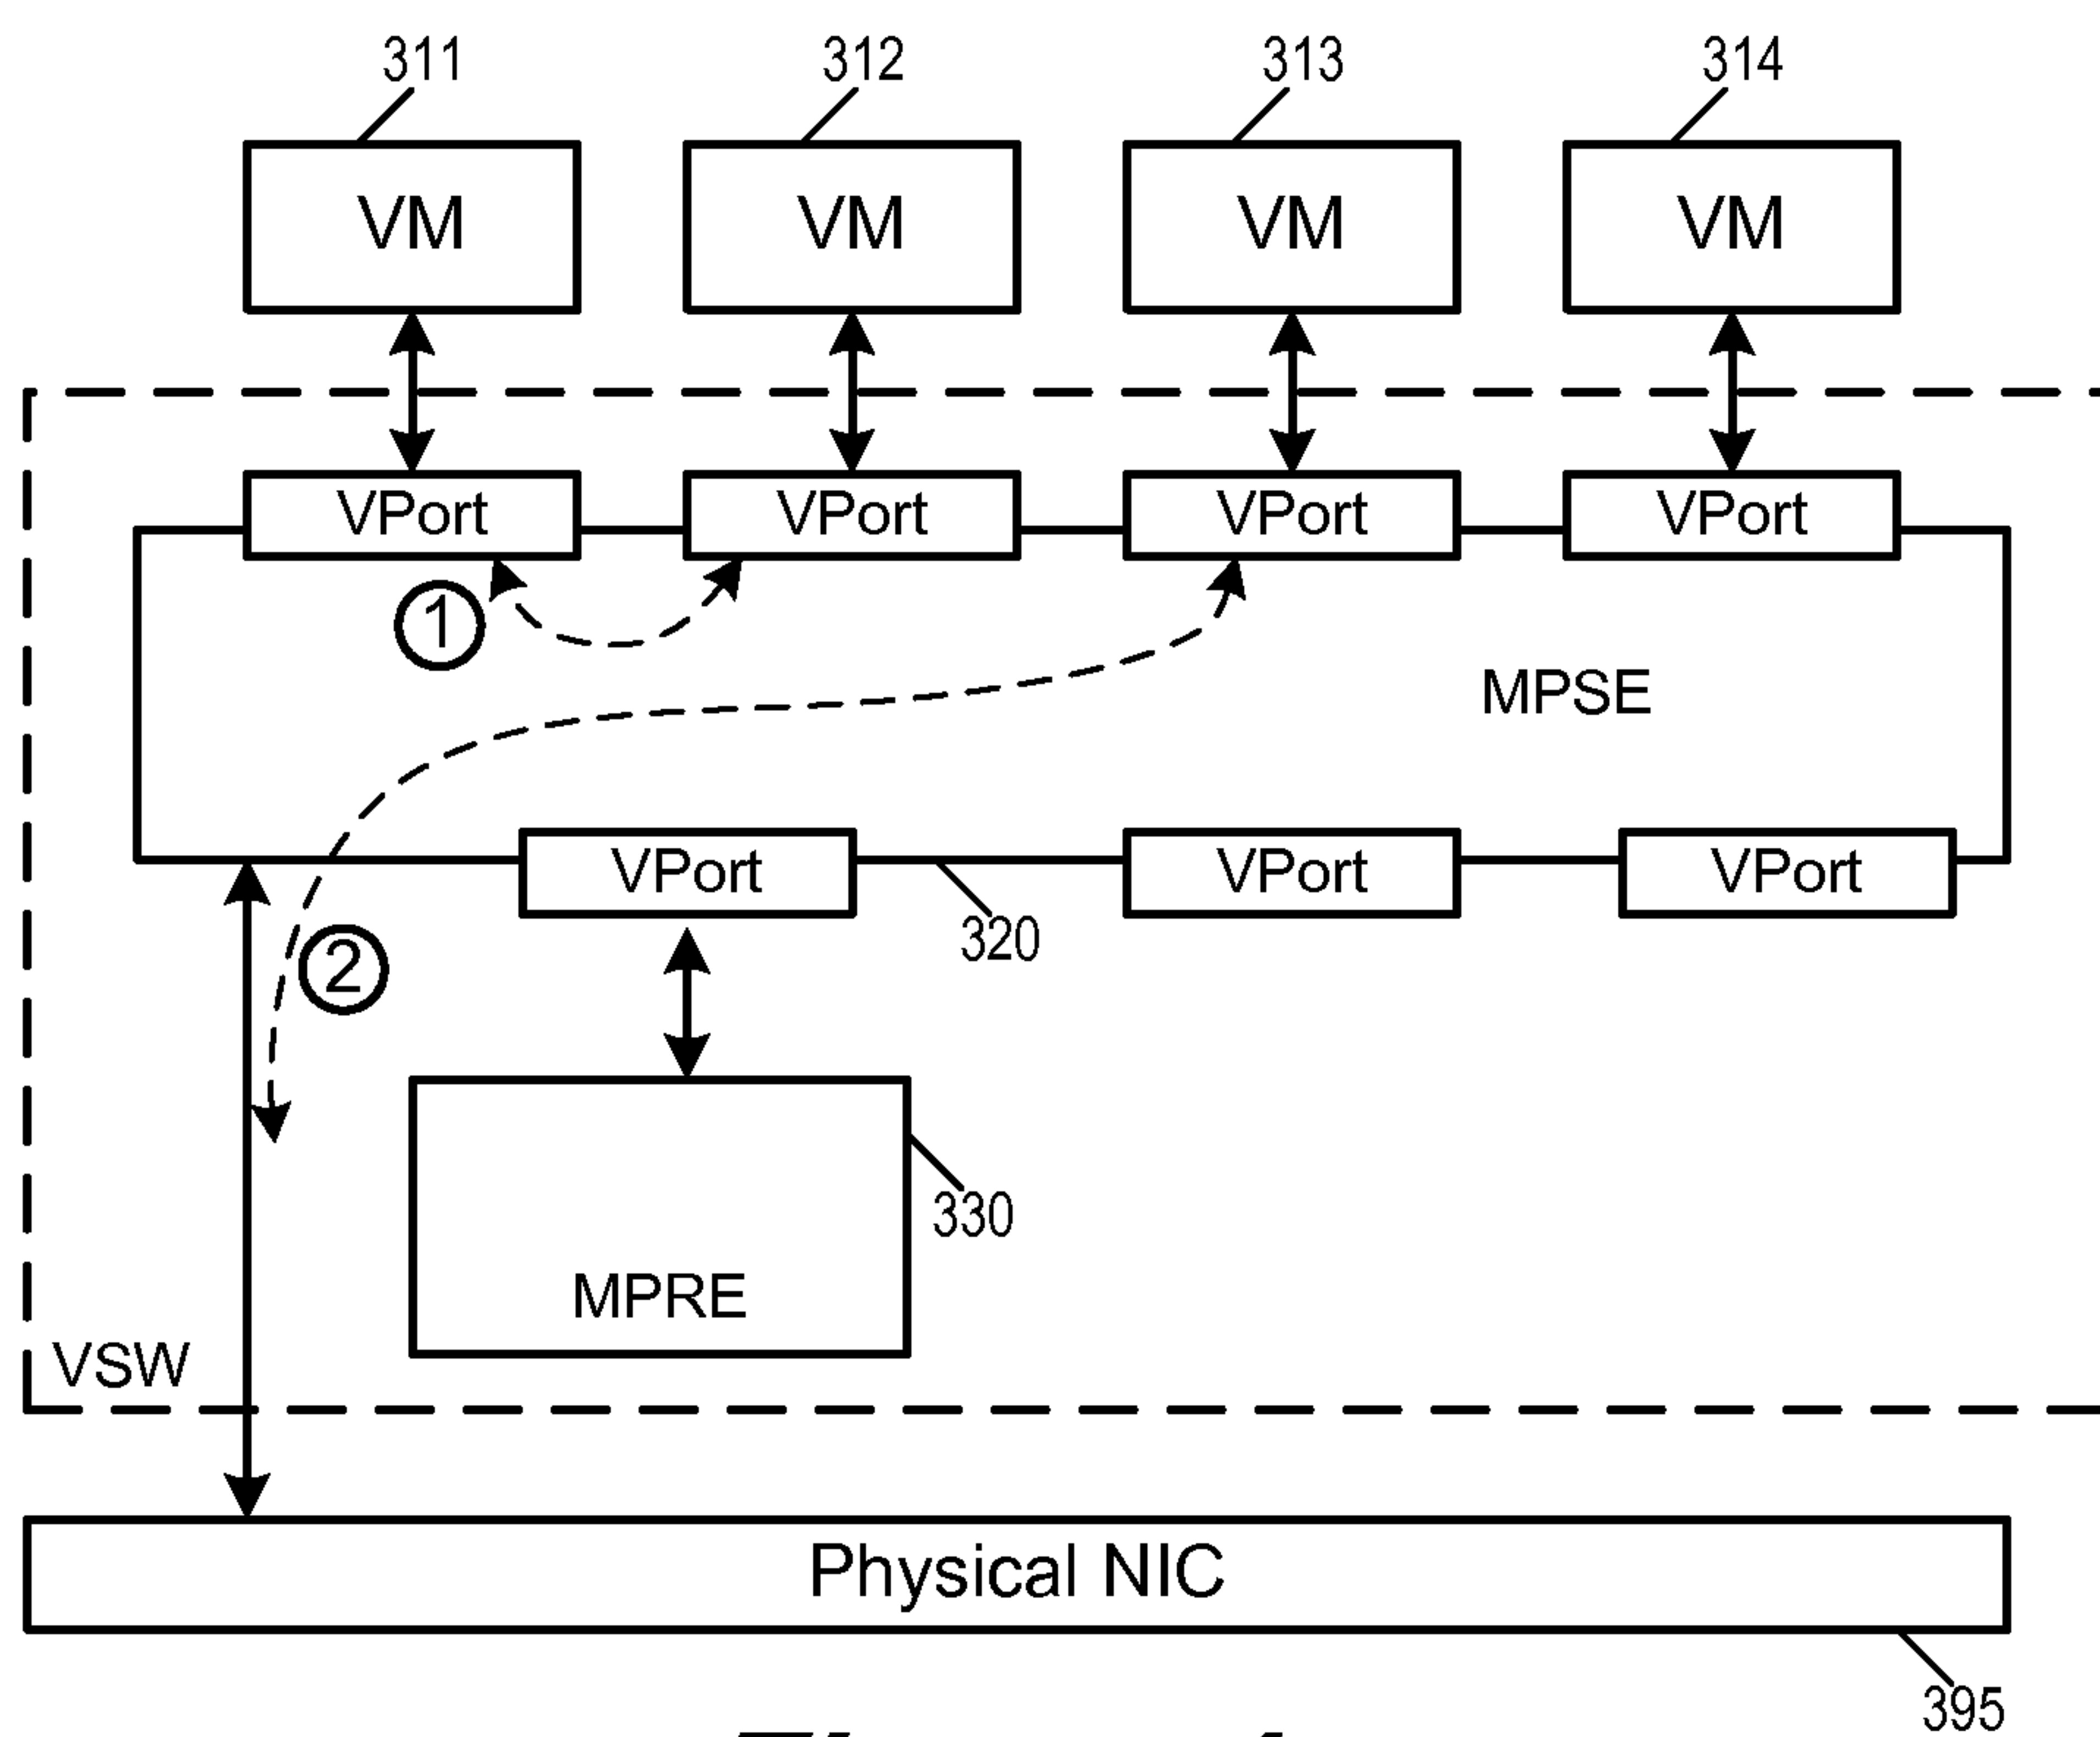 311 312 313 314
VM VM VM VM
VPort VPort VPort VPort
1
MPSE
VPort VPort VPort
320
2
330
MPRE
VSW
Physical NIC
395